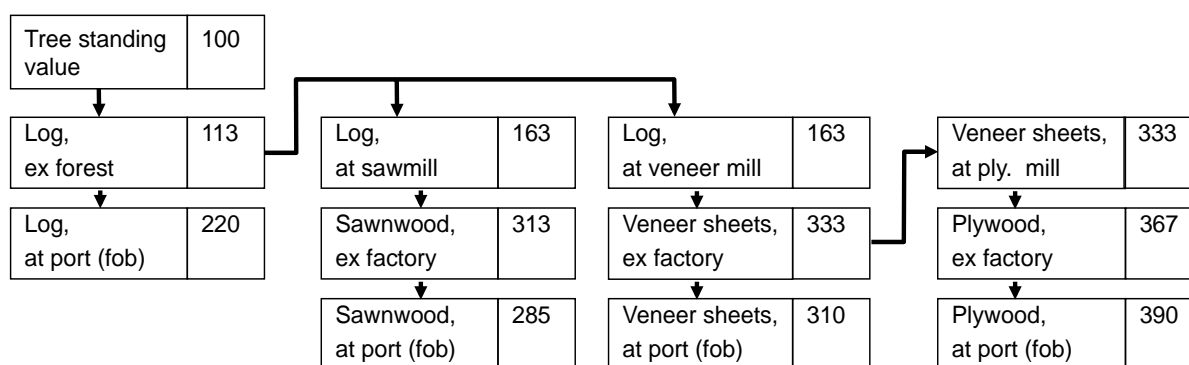 Tree standing
value
100
Log,
ex forest
113
Log,
at port (fob)
220
Log,
at sawmill
163
Sawnwood,
ex factory
313
Sawnwood,
at port (fob)
285
Log,
at veneer mill
163
Veneer sheets,
ex factory
333
Veneer sheets,
at port (fob)
310
Veneer sheets,
at ply. mill
333
Plywood,
ex factory
367
Plywood,
at port (fob)
390